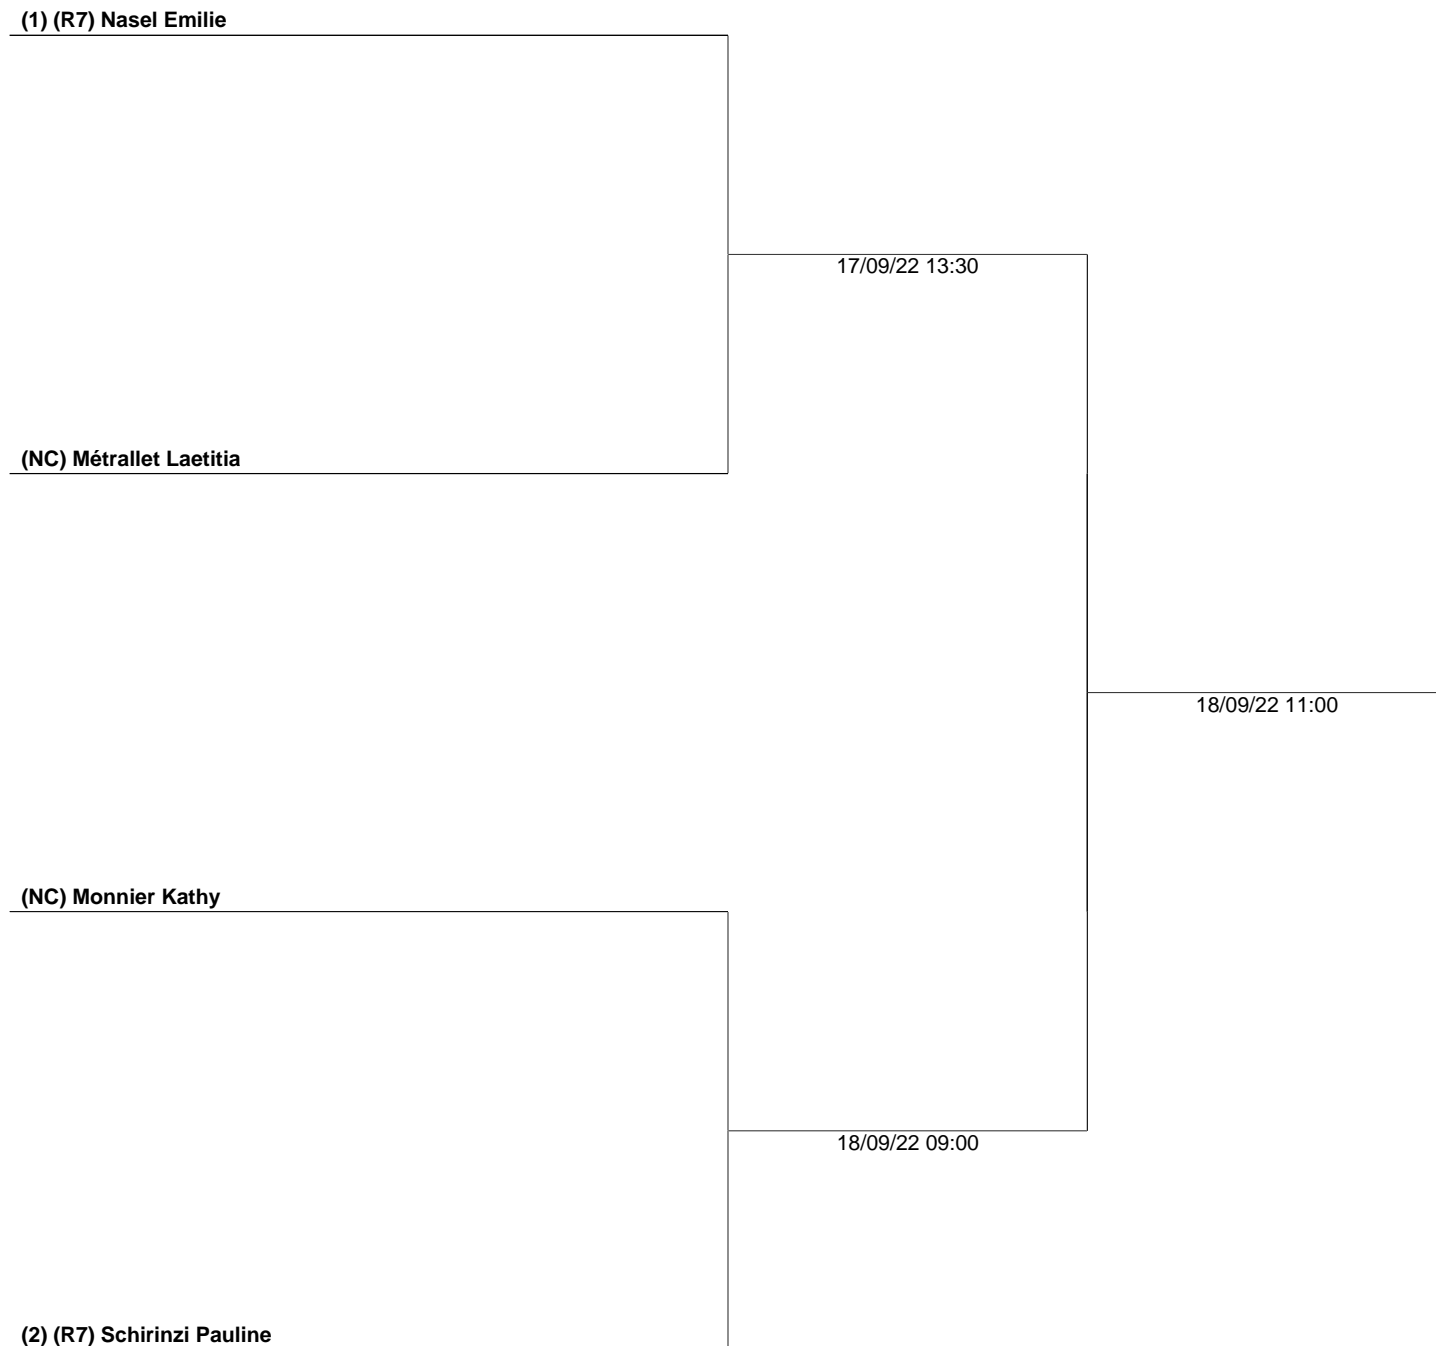 (1) (R7) Nasel Emilie
17/09/22 13:30
(NC) Métrallet Laetitia
18/09/22 11:00
(NC) Monnier Kathy
18/09/22 09:00
(2) (R7) Schirinzi Pauline